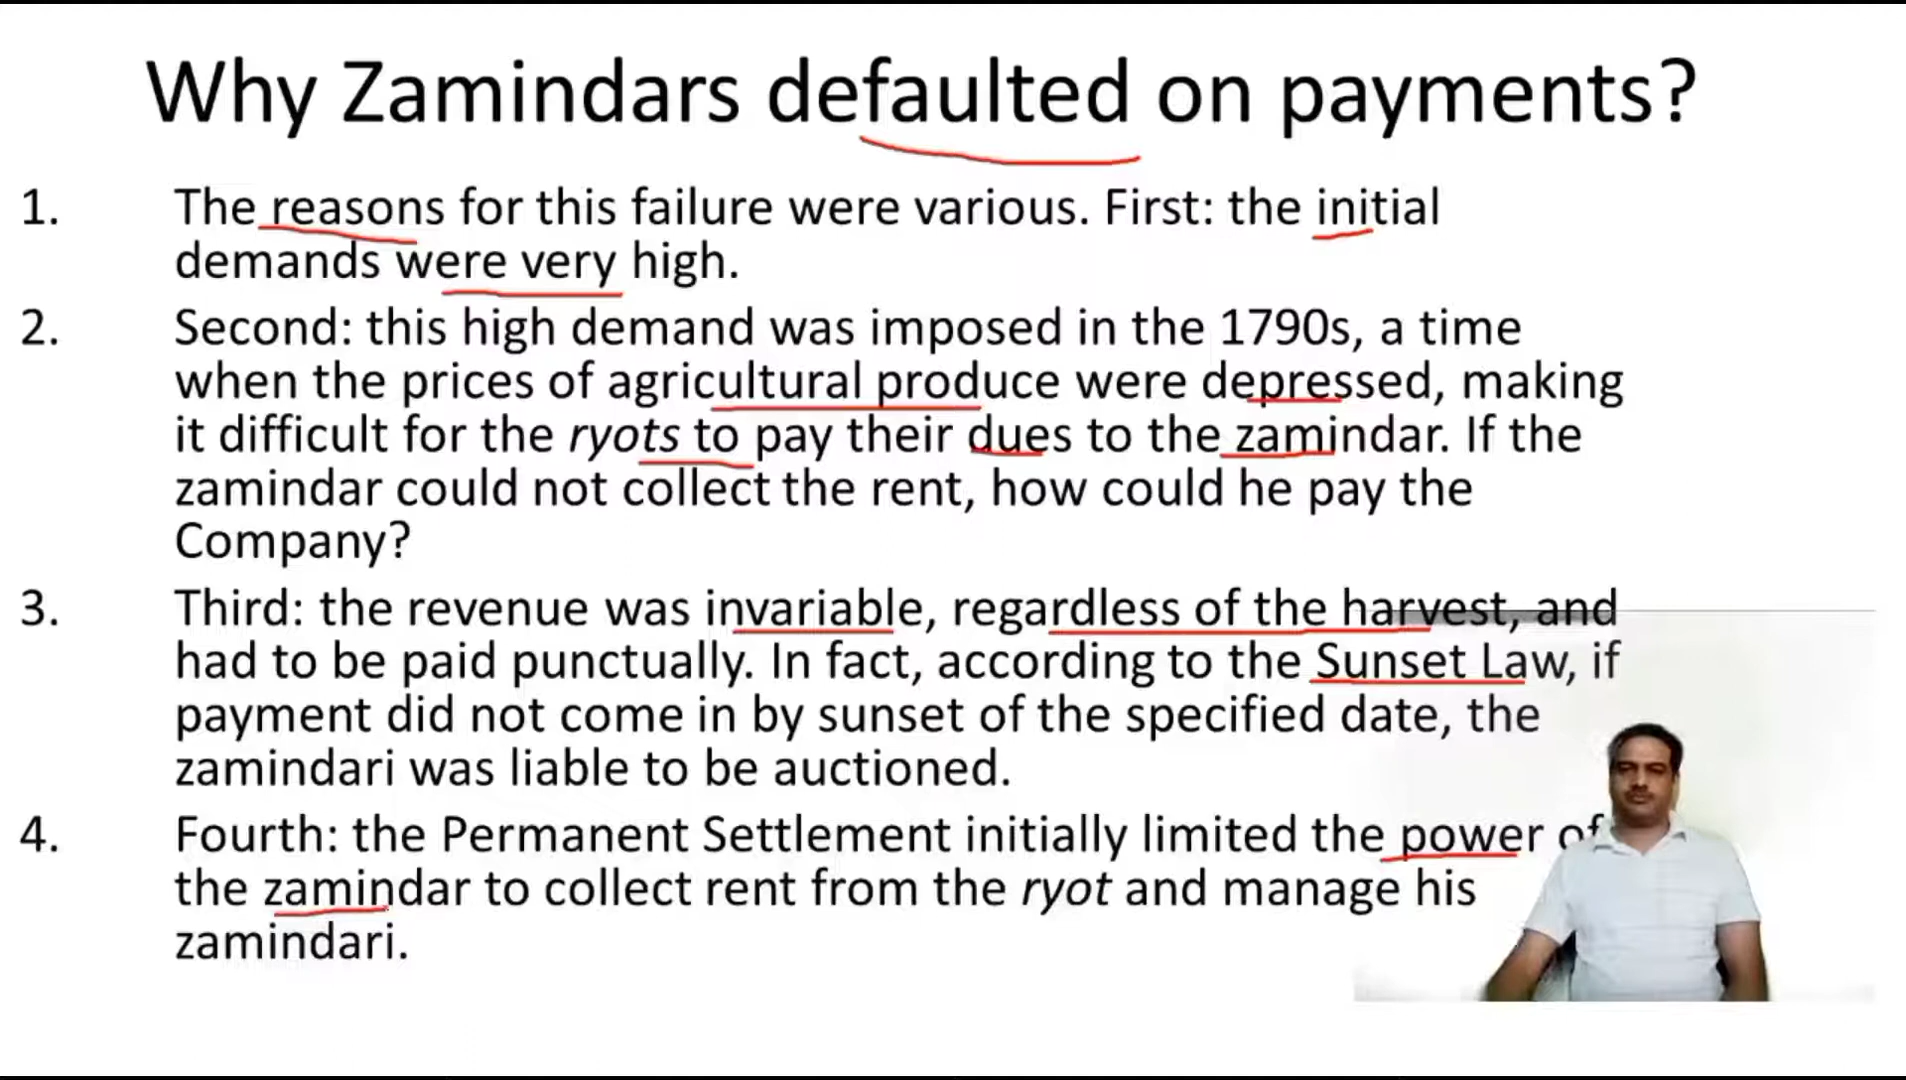 Why Zamindars defaulted on payments?
1. The reasons for this failure were various. First: the initial
demands were very high.
2. Second: this high demand was imposed in the 1790s, a time
when the prices of agricultural produce were depressed, making
it difficult for the ryots to pay their dues to the zamindar. If the
zamindar could not collect the rent, how could he pay the
Company?
3. Third: the revenue was invariable, regardless of the harvest, and
had to be paid punctually. In fact, according to the Sunset Law, if
payment did not come in by sunset of the specified date, the
zamindari was liable to be auctioned.
4. Fourth: the Permanent Settlement initially limited the power of
the zamindar to collect rent from the ryot and manage his
zamindari.